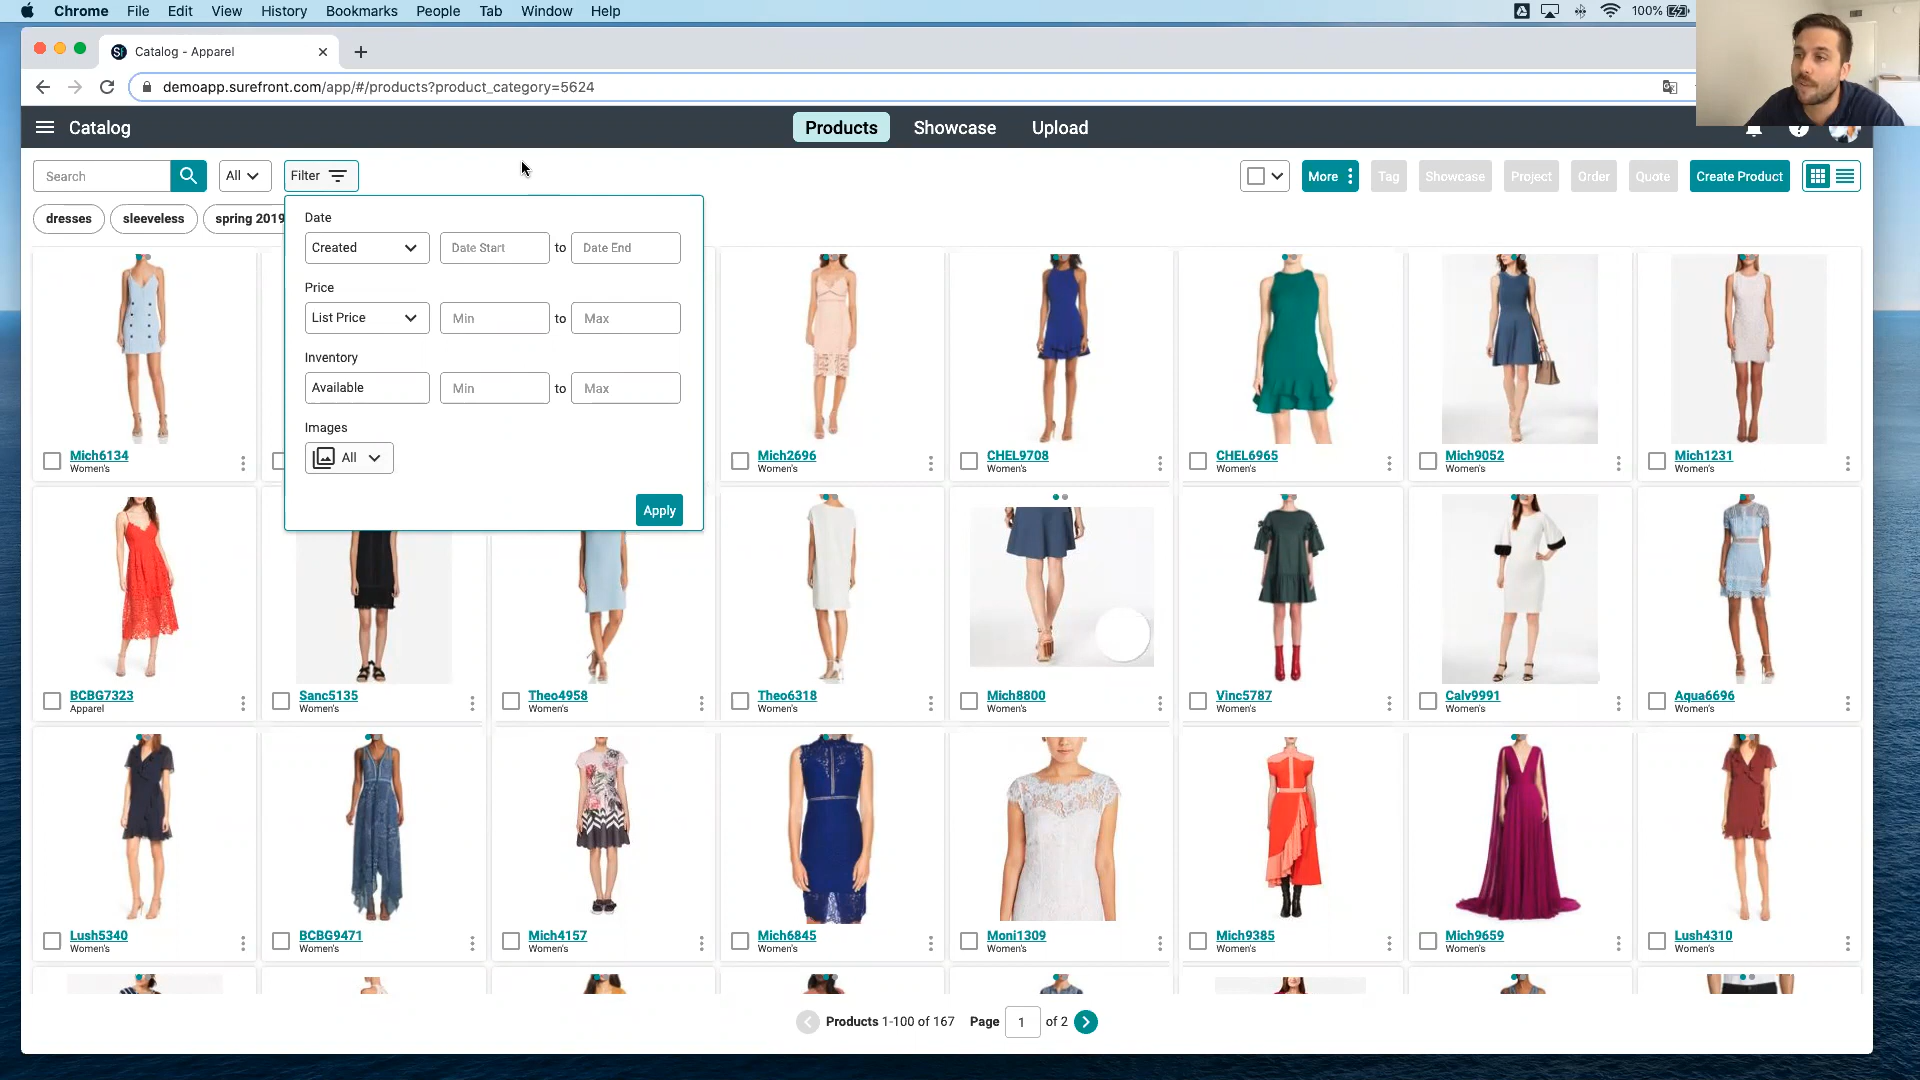 Chrome File Edit View History Bookmarks People Tab Window Help 100%
Catalog - Apparel
demoapp.surefront.com/app/#/products?product_category=5624
Catalog Products Showcase Upload
Search All Filter More Tag Showcase Project Order Quote Create Product
dresses sleeveless spring 2019
Date
Created Date Start to Date End
Price
List Price Min to Max
Inventory
Available Min to Max
Images
All
Apply
Mich6134 Mich2696 CHEL9708 CHEL6965 Mich9052 Mich1231
Women's Women's Women's Women's Women's Women's
BCBG7323 Sanc5135 Theo4958 Theo6318 Mich8800 Vinc5787 Calv9991 Aqua6696
Apparel Women's Women's Women's Women's Women's Women's Women's
Lush5340 BCBG9471 Mich4157 Mich6845 Moni1309 Mich9385 Mich9659 Lush4310
Women's Women's Women's Women's Women's Women's Women's Women's
Products 1-100 of 167 Page 1 of 2